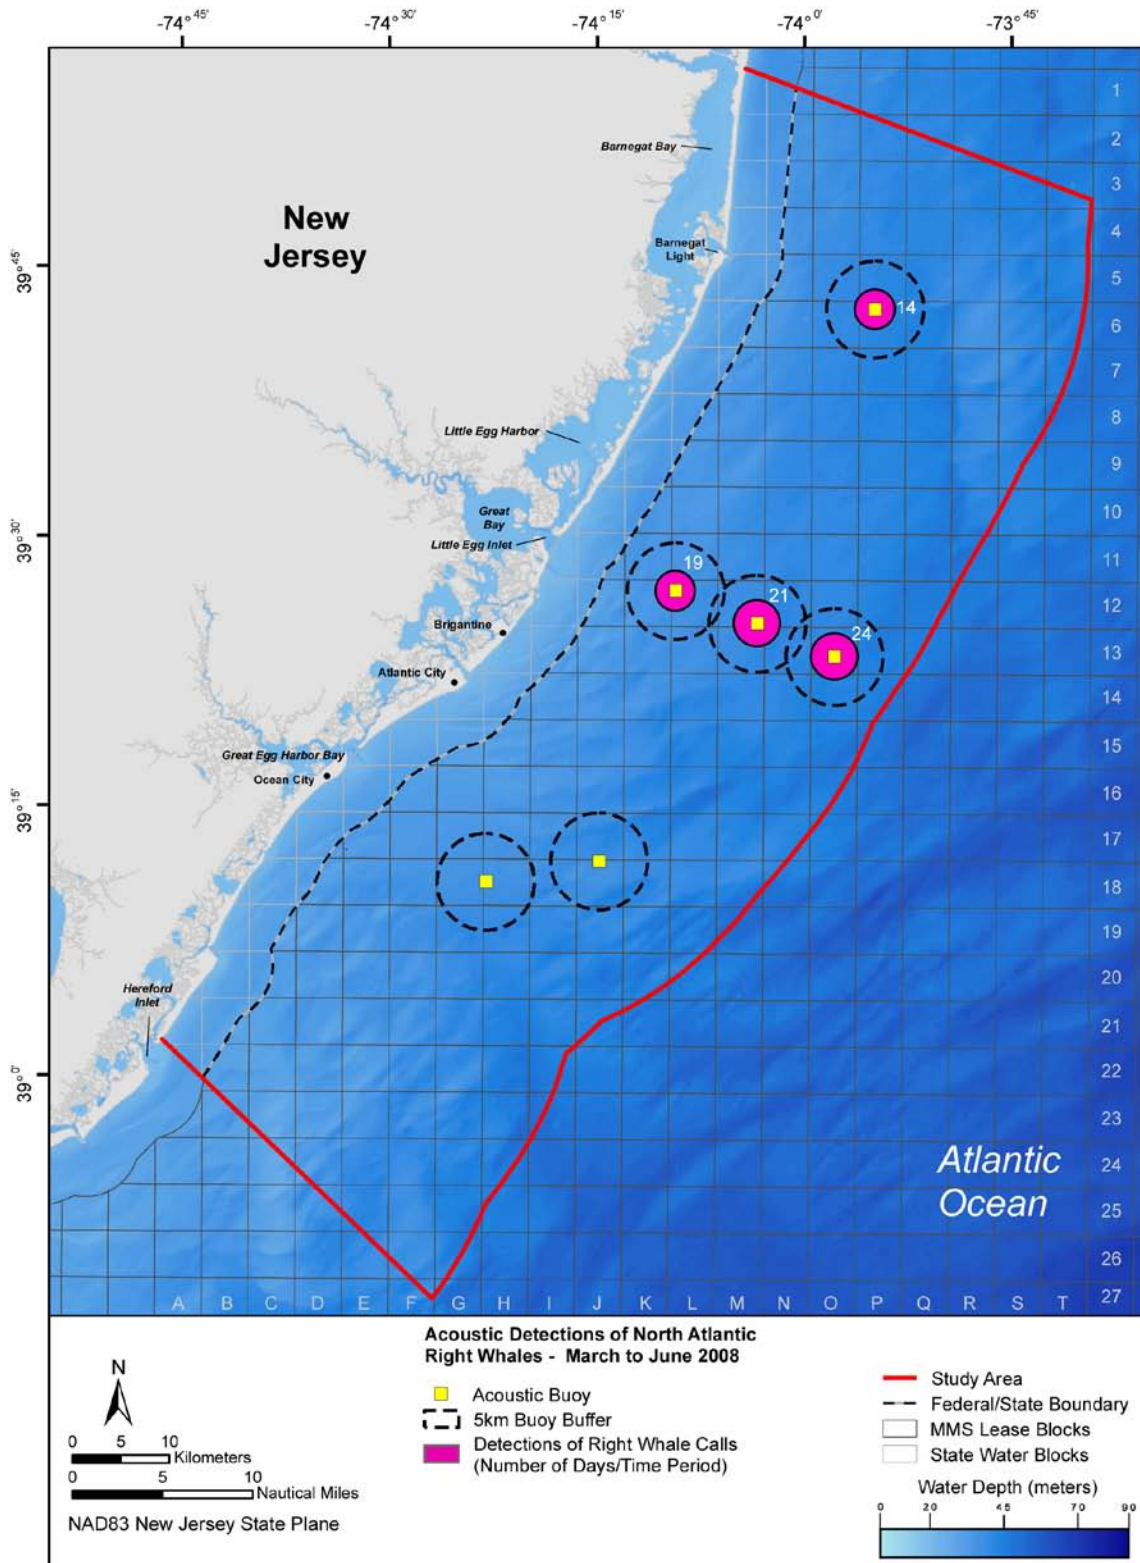 -74°45'
-74°30'
-74°15'
-74°0'
-73°45'
1
2
Barnegat Bay
3
New
Jersey
4
Barnegat
Light
39°45'
5
14
6
7
8
Little Egg Harbor
9
Great
Bay
10
39°30'
Little Egg Inlet
11
19
21
12
Brigantine
24
13
Atlantic City
14
15
Great Egg Harbor Bay
Ocean City
16
39°15'
17
18
19
20
Hereford
Inlet
21
39°0'
22
23
Atlantic
Ocean
24
25
26
A B C D E F G H I J K L M N O P Q R S T 27
Acoustic Detections of North Atlantic
Right Whales - March to June 2008
N
Acoustic Buoy
5km Buoy Buffer
Detections of Right Whale Calls
(Number of Days/Time Period)
Study Area
Federal/State Boundary
MMS Lease Blocks
State Water Blocks
0 5 10
Kilometers
0 5 10
Nautical Miles
NAD83 New Jersey State Plane
Water Depth (meters)
0 20 45 70 90